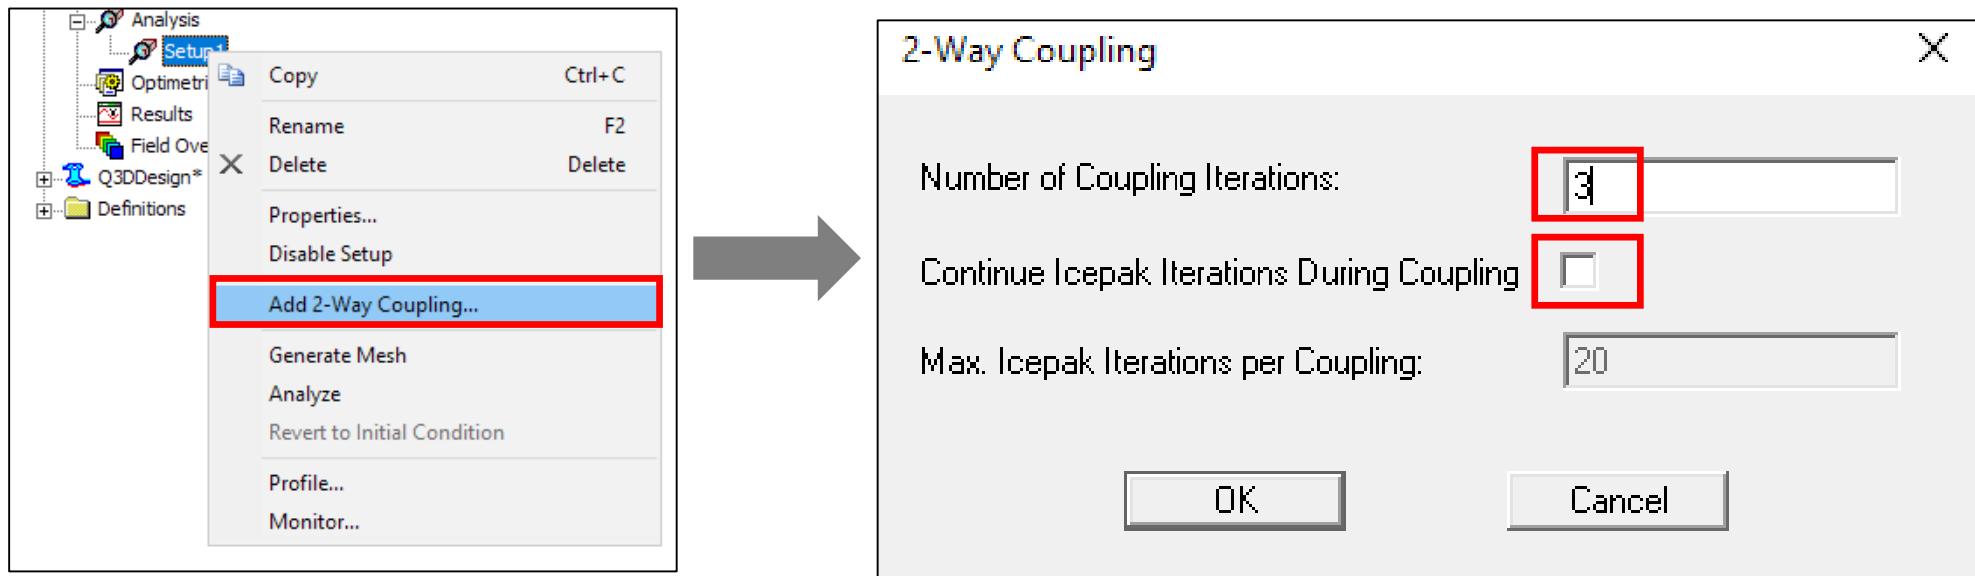 Analysis
Setup1
Optimetri
Results
Field Ove
Q3DDesign*
Definitions
Copy Ctrl+C
Rename F2
Delete Delete
Properties...
Disable Setup
Add 2-Way Coupling...
Generate Mesh
Analyze
Revert to Initial Condition
Profile...
Monitor...
2-Way Coupling
Number of Coupling Iterations: 3
Continue Icepak Iterations During Coupling
Max. Icepak Iterations per Coupling: 20
OK Cancel